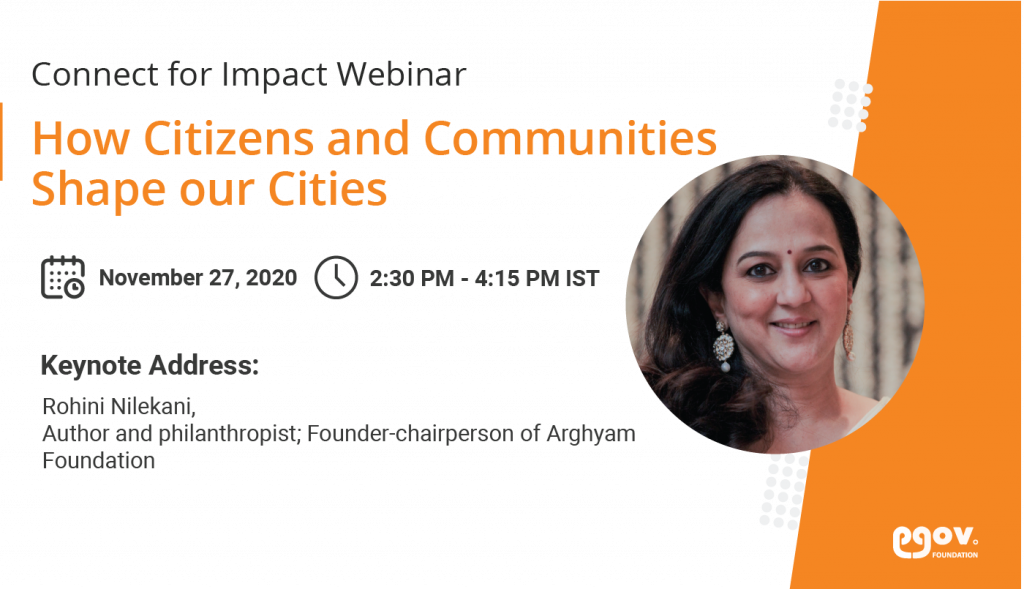 Connect for Impact Webinar
How Citizens and Communities
Shape our Cities
November 27, 2020
2:30 PM - 4:15 PM IST
Keynote Address:
Rohini Nilekani,
Author and philanthropist; Founder-chairperson of Arghyam
Foundation
egov.
FOUNDATION